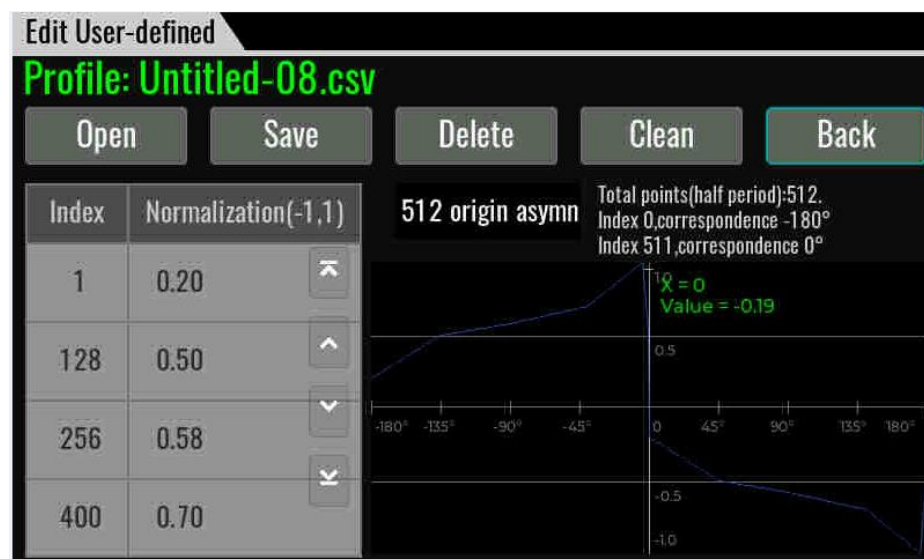 Edit User-defined
Profile: Untitled-08.csv
Open Save Delete Clean Back
Index Normalization(-1,1)
512 origin asymn
Total points(half period):512.
Index 0,correspondence -180°
Index 511,correspondence 0°
1 0.20
128 0.50
256 0.58
400 0.70
1.0
X = 0
Value = -0.19
0.5
-180° -135° -90° -45° 0 45° 90° 135° 180°
-0.5
-1.0